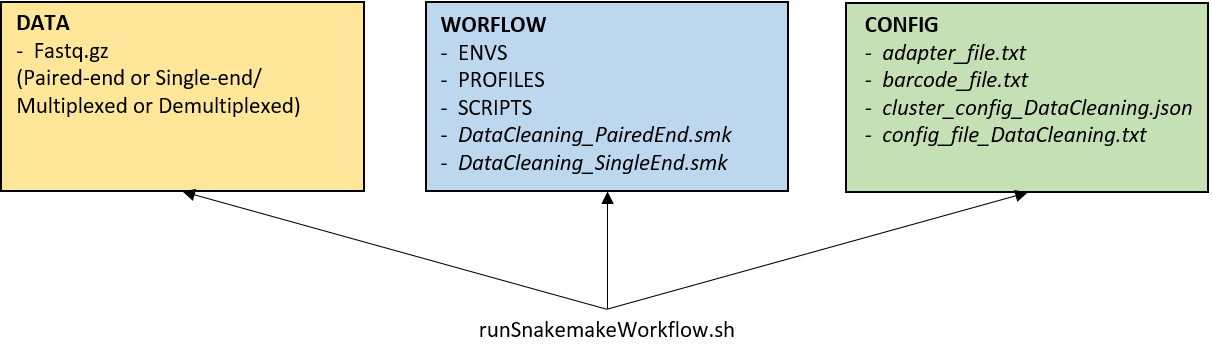 DATA
- Fastq.gz
(Paired-end or Single-end/
Multiplexed or Demultiplexed)
WORFLOW
- ENVS
- PROFILES
- SCRIPTS
- DataCleaning_PairedEnd.smk
- DataCleaning_SingleEnd.smk
CONFIG
- adapter_file.txt
- barcode_file.txt
- cluster_config_DataCleaning.json
- config_file_DataCleaning.txt
runSnakemakeWorkflow.sh